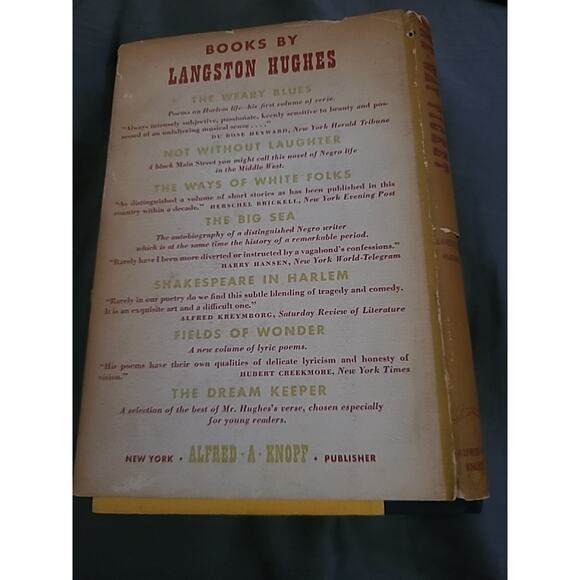 BOOKS BY
LANGSTON HUGHES
THE WEARY BLUES
Poems on Harlem life—his first volume of verse.
"Always intensely subjective, passionate, keenly sensitive to beauty and pos-
sessed of an unfaltering musical sense . . . ."
DU BOSE HEYWARD, New York Herald Tribune
NOT WITHOUT LAUGHTER
A black Main Street you might call this novel of Negro life
in the Middle West.
THE WAYS OF WHITE FOLKS
"As distinguished a volume of short stories as has been published in this
country within a decade." HERSCHEL BRICKELL, New York Evening Post
THE BIG SEA
The autobiography of a distinguished Negro writer
which is at the same time the history of a remarkable period.
"Rarely have I been more diverted or instructed by a vagabond's confessions."
HARRY HANSEN, New York World-Telegram
SHAKESPEARE IN HARLEM
"Rarely in our poetry do we find this subtle blending of tragedy and comedy.
It is an exquisite art and a difficult one."
ALFRED KREYMBORG, Saturday Review of Literature
FIELDS OF WONDER
A new volume of lyric poems.
"His poems have their own qualities of delicate lyricism and honesty of
vision."
HUBERT CREEKMORE, New York Times
THE DREAM KEEPER
A selection of the best of Mr. Hughes's verse, chosen especially
for young readers.
NEW YORK · ALFRED · A · KNOPF · PUBLISHER
TICKET